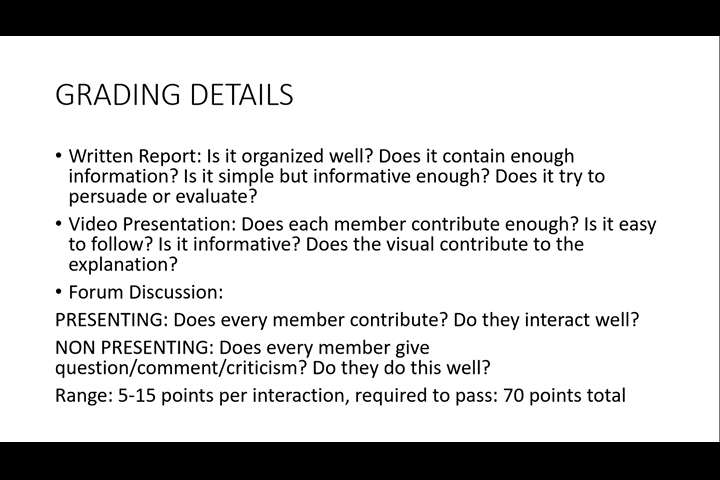 GRADING DETAILS
• Written Report: Is it organized well? Does it contain enough
information? Is it simple but informative enough? Does it try to
persuade or evaluate?
• Video Presentation: Does each member contribute enough? Is it easy
to follow? Is it informative? Does the visual contribute to the
explanation?
• Forum Discussion:
PRESENTING: Does every member contribute? Do they interact well?
NON PRESENTING: Does every member give
question/comment/criticism? Do they do this well?
Range: 5-15 points per interaction, required to pass: 70 points total